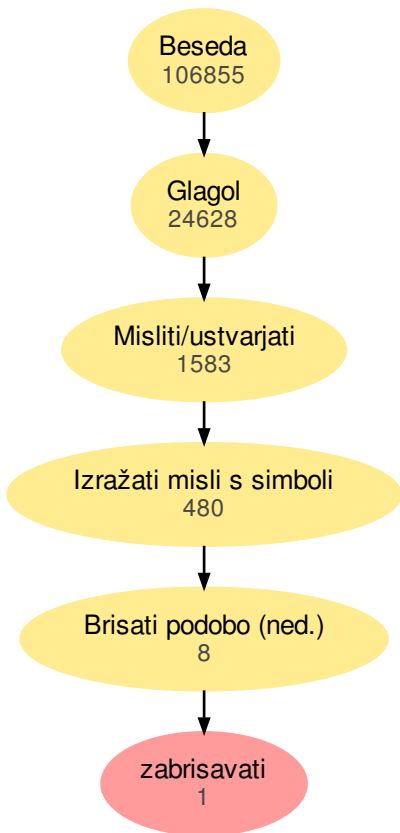 Beseda
106855
Glagol
24628
Misliti/ustvarjati
1583
Izražati misli s simboli
480
Brisati podobo (ned.)
8
zabrisavati
1